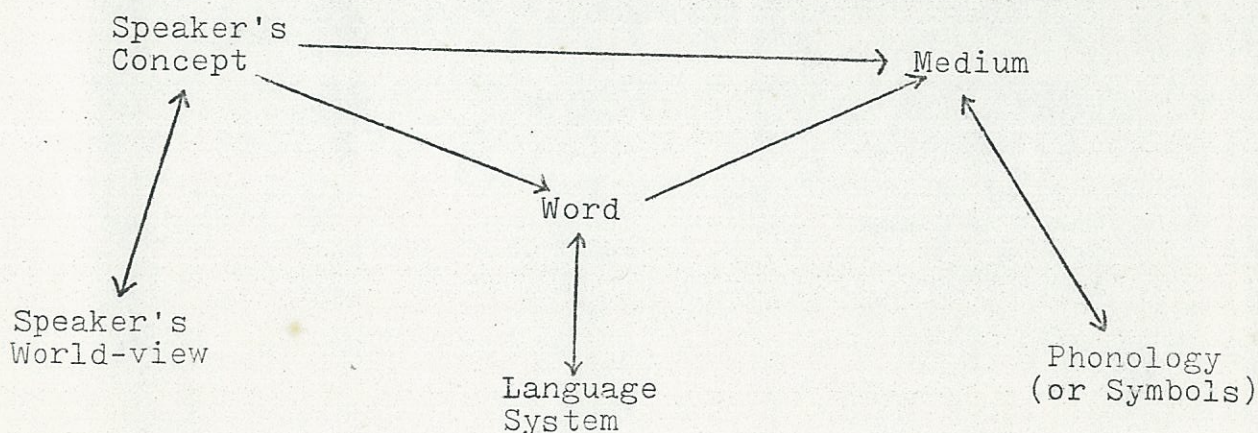 Speaker's
Concept
Medium
Word
Speaker's
World-view
Language
System
Phonology
(or Symbols)